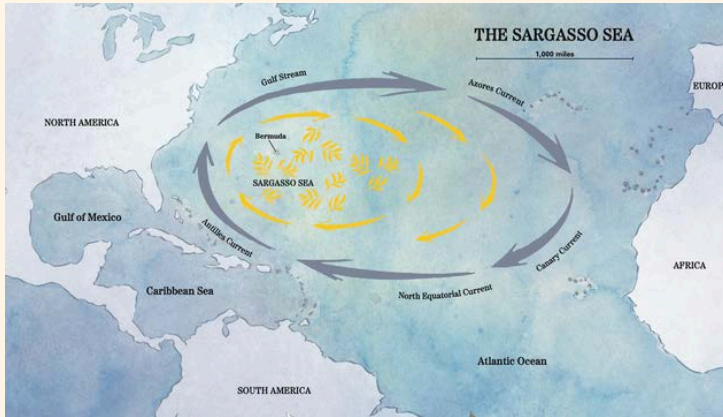 THE SARGASSO SEA
1,000 miles
Gulf Stream
Azores Current
EUROP
NORTH AMERICA
Bermuda
SARGASSO SEA
Gulf of Mexico
Antilles Current
Canary Current
AFRICA
Caribbean Sea
North Equatorial Current
Atlantic Ocean
SOUTH AMERICA